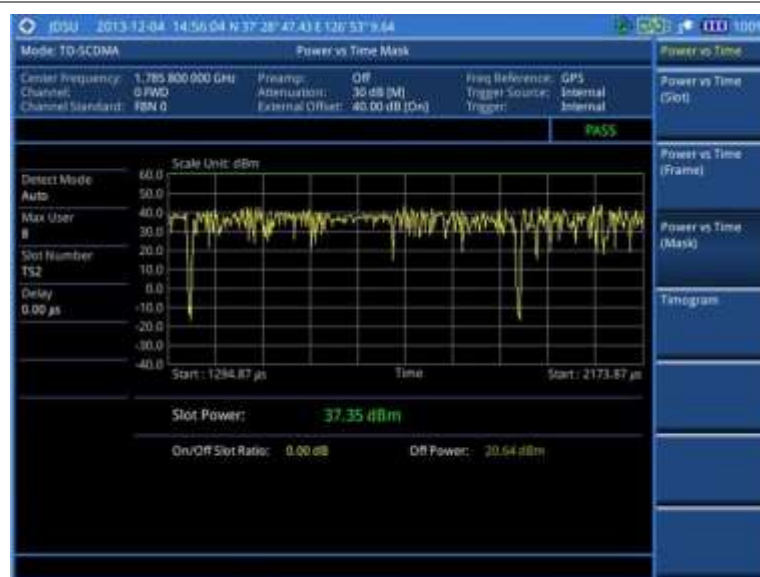 JDSU 2013-12-04 14:56:04 N 37° 28' 47.43 E 126° 53' 9.64 100%
Mode: TD-SCDMA Power vs Time Mask
Power vs Time
Center Frequency: 1.785 800 000 GHz Preamp: Off Freq Reference: GPS
Channel: 0 FWD Attenuation: 30 dB [M] Trigger Source: Internal
Channel Standard: FBN 0 External Offset: 40.00 dB [On] Trigger: Internal
PASS
Power vs Time
(Slot)
Power vs Time
(Frame)
Power vs Time
(Mask)
Timogram
Detect Mode
Auto
Max User
8
Slot Number
TS2
Delay
0.00 µs
Scale Unit: dBm
60.0
50.0
40.0
30.0
20.0
10.0
0.0
-10.0
-20.0
-30.0
-40.0
Start : 1284.87 µs Time Start : 2173.87 µs
Slot Power: 37.35 dBm
On/Off Slot Ratio: 0.00 dB Off Power: 20.64 dBm